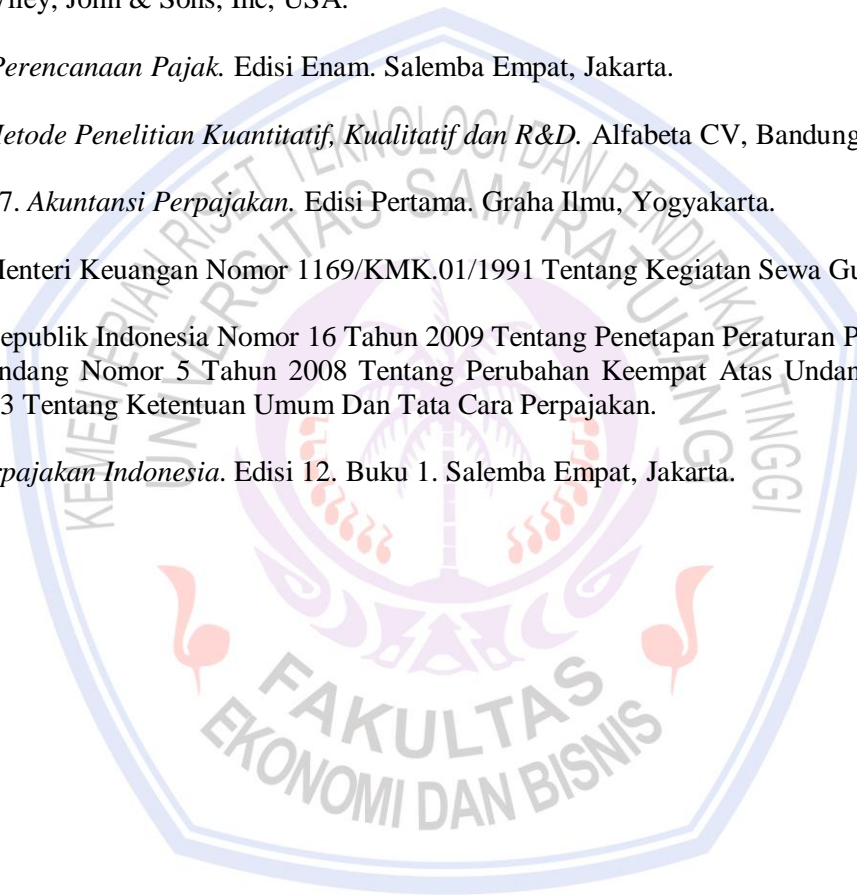 Wiley, John & Sons, Inc, USA.
Perencanaan Pajak. Edisi Enam. Salemba Empat, Jakarta.
Metode Penelitian Kuantitatif, Kualitatif dan R&D. Alfabeta CV, Bandung
7. Akuntansi Perpajakan. Edisi Pertama. Graha Ilmu, Yogyakarta.
Menteri Keuangan Nomor 1169/KMK.01/1991 Tentang Kegiatan Sewa Gu
epublik Indonesia Nomor 16 Tahun 2009 Tentang Penetapan Peraturan P
ndang Nomor 5 Tahun 2008 Tentang Perubahan Keempat Atas Undan
3 Tentang Ketentuan Umum Dan Tata Cara Perpajakan.
rpajakan Indonesia. Edisi 12. Buku 1. Salemba Empat, Jakarta.
KEMENTERIAN RISET TEKNOLOGI DAN PENDIDIKAN TINGGI
UNIVERSITAS SAM RATULANGI
FAKULTAS
EKONOMI DAN BISNIS